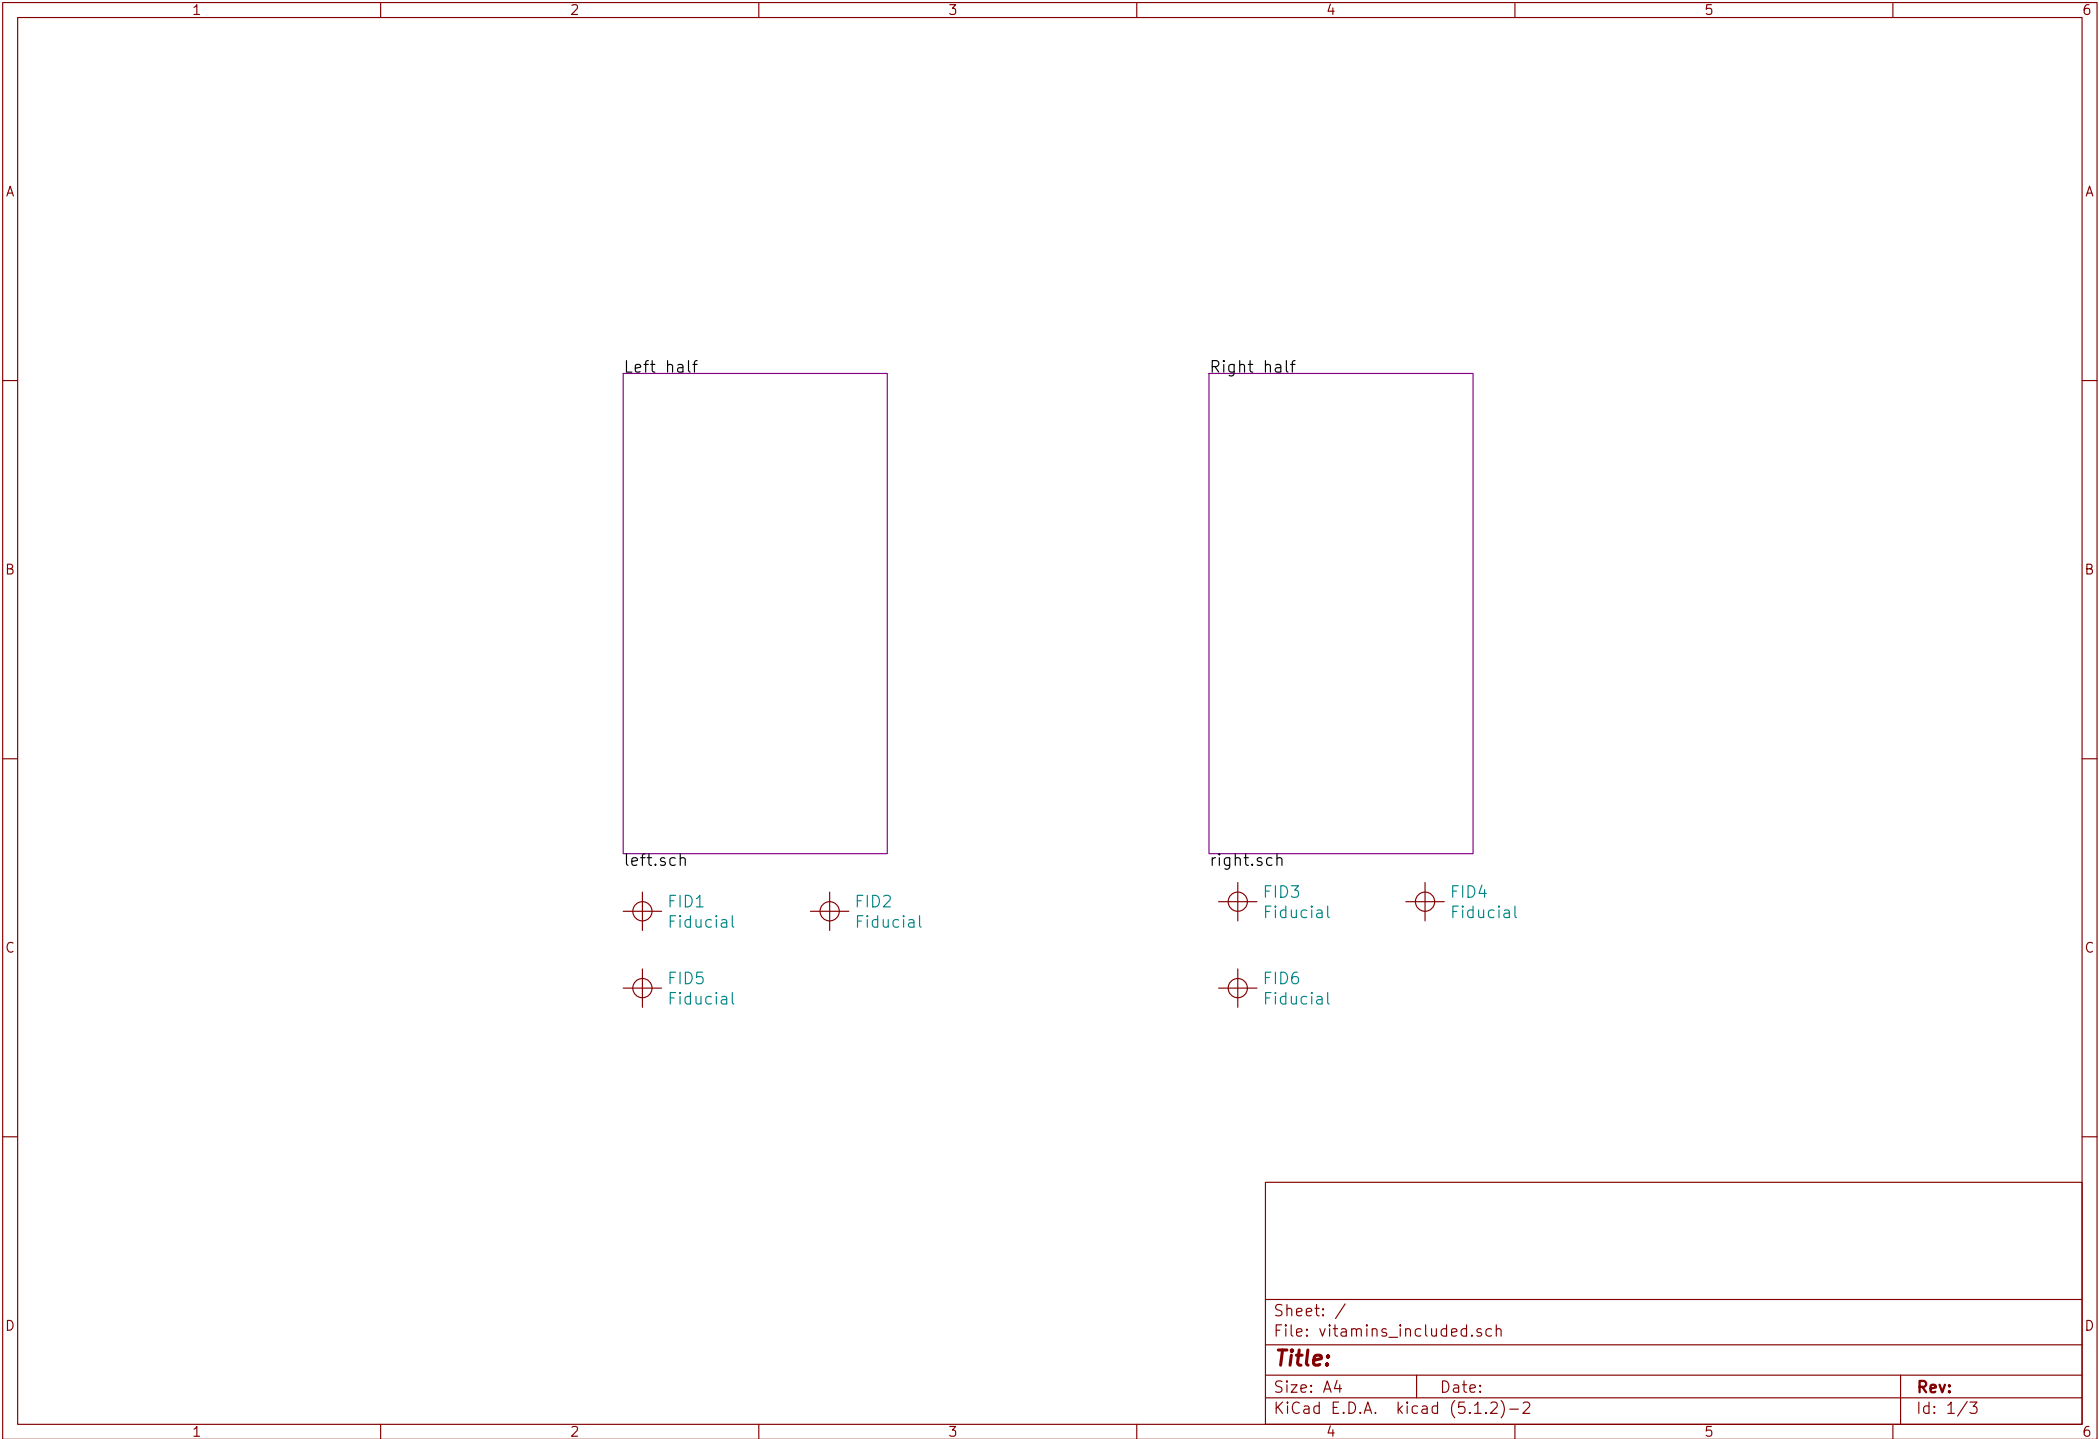 1 2 3 4 5 6
A A
Left half Right half
B B
left.sch right.sch
FID1 FID2 FID3 FID4
Fiducial Fiducial Fiducial Fiducial
C C
FID5 FID6
Fiducial Fiducial
Sheet: /
D D
File: vitamins_included.sch
Title:
Size: A4 Date: Rev:
KiCad E.D.A. kicad (5.1.2)-2 Id: 1/3
1 2 3 4 5 6